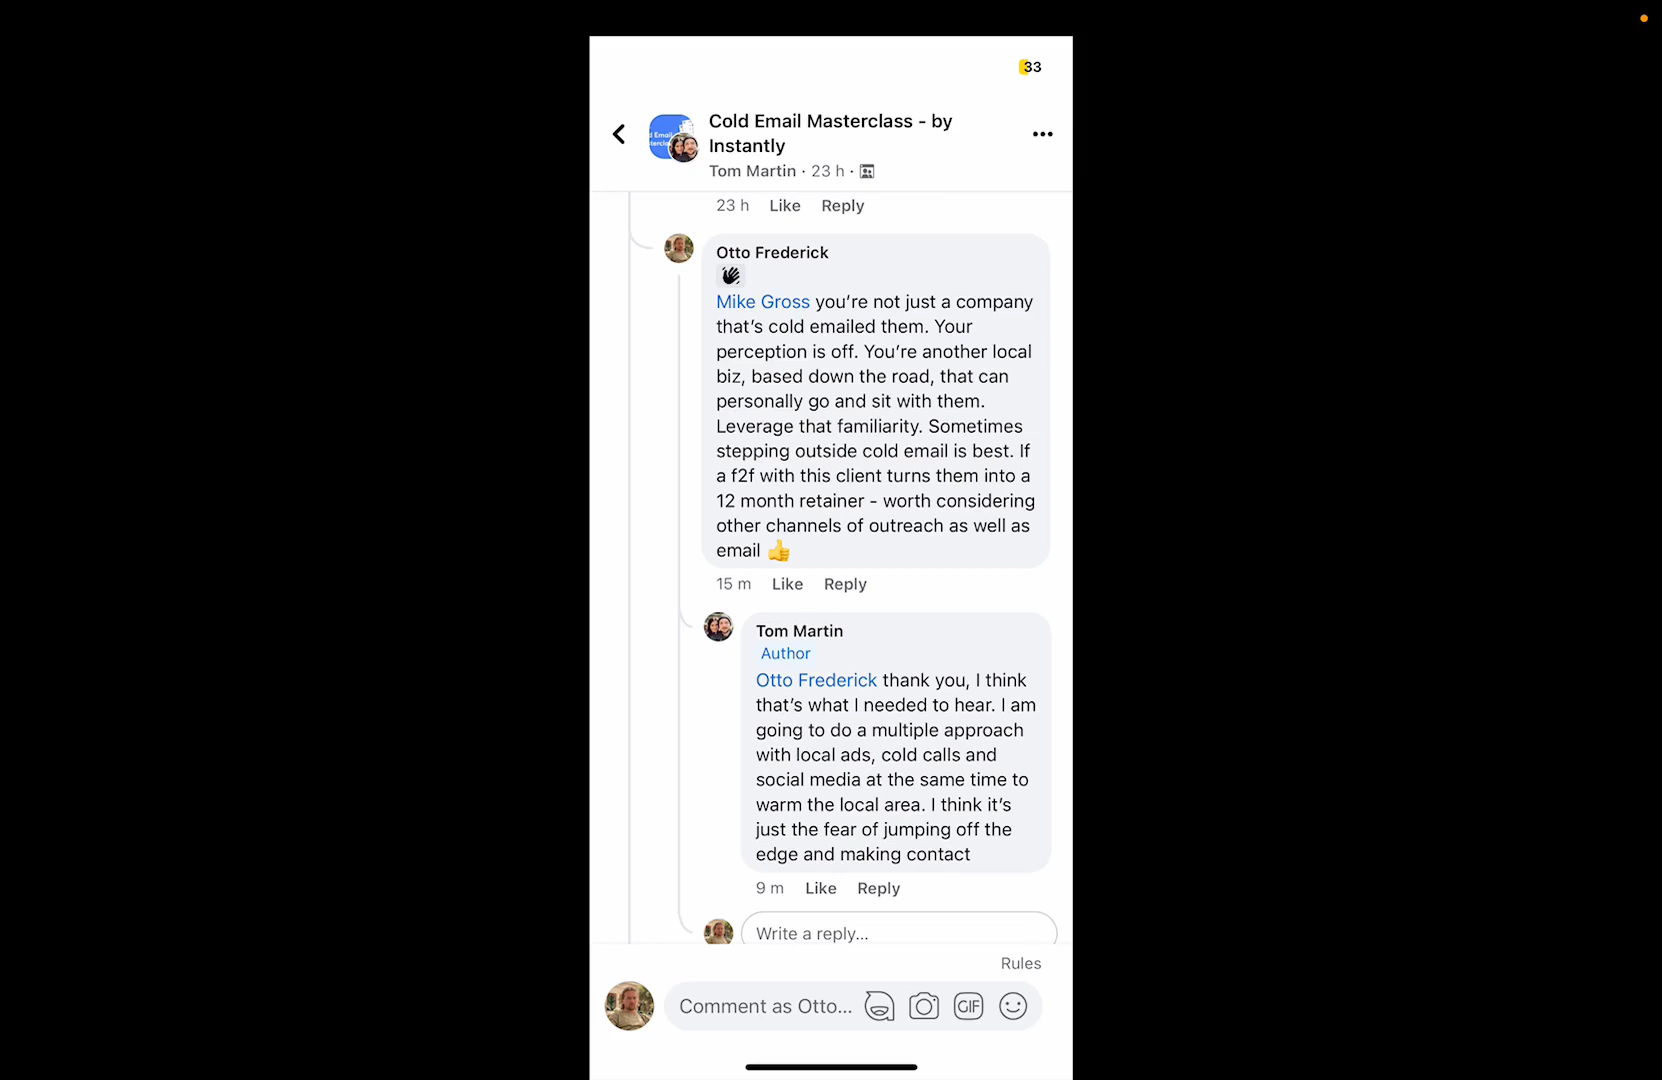 33
Cold Email Masterclass - by
Instantly
Tom Martin · 23 h ·
23 h Like Reply
Otto Frederick
Mike Gross you’re not just a company
that’s cold emailed them. Your
perception is off. You’re another local
biz, based down the road, that can
personally go and sit with them.
Leverage that familiarity. Sometimes
stepping outside cold email is best. If
a f2f with this client turns them into a
12 month retainer - worth considering
other channels of outreach as well as
email 👍
15 m Like Reply
Tom Martin
Author
Otto Frederick thank you, I think
that’s what I needed to hear. I am
going to do a multiple approach
with local ads, cold calls and
social media at the same time to
warm the local area. I think it’s
just the fear of jumping off the
edge and making contact
9 m Like Reply
Write a reply...
Rules
Comment as Otto... GIF